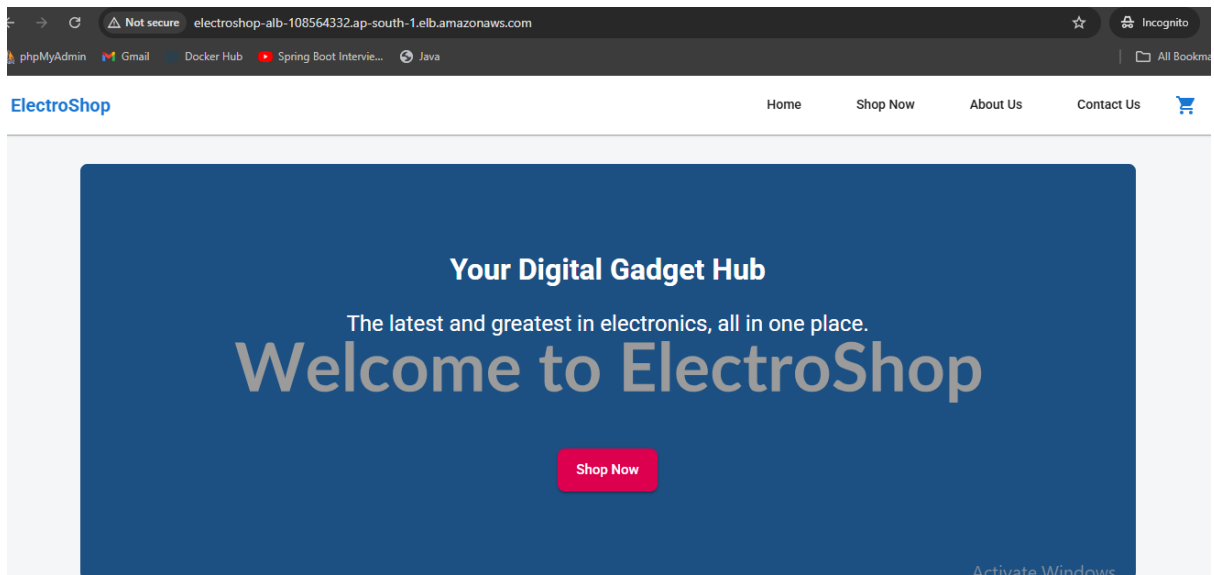 Not secure electroshop-alb-108564332.ap-south-1.elb.amazonaws.com Incognito
phpMyAdmin Gmail Docker Hub Spring Boot Intervie... Java All Bookma
ElectroShop Home Shop Now About Us Contact Us
Your Digital Gadget Hub
The latest and greatest in electronics, all in one place.
Welcome to ElectroShop
Shop Now
Activate Windows